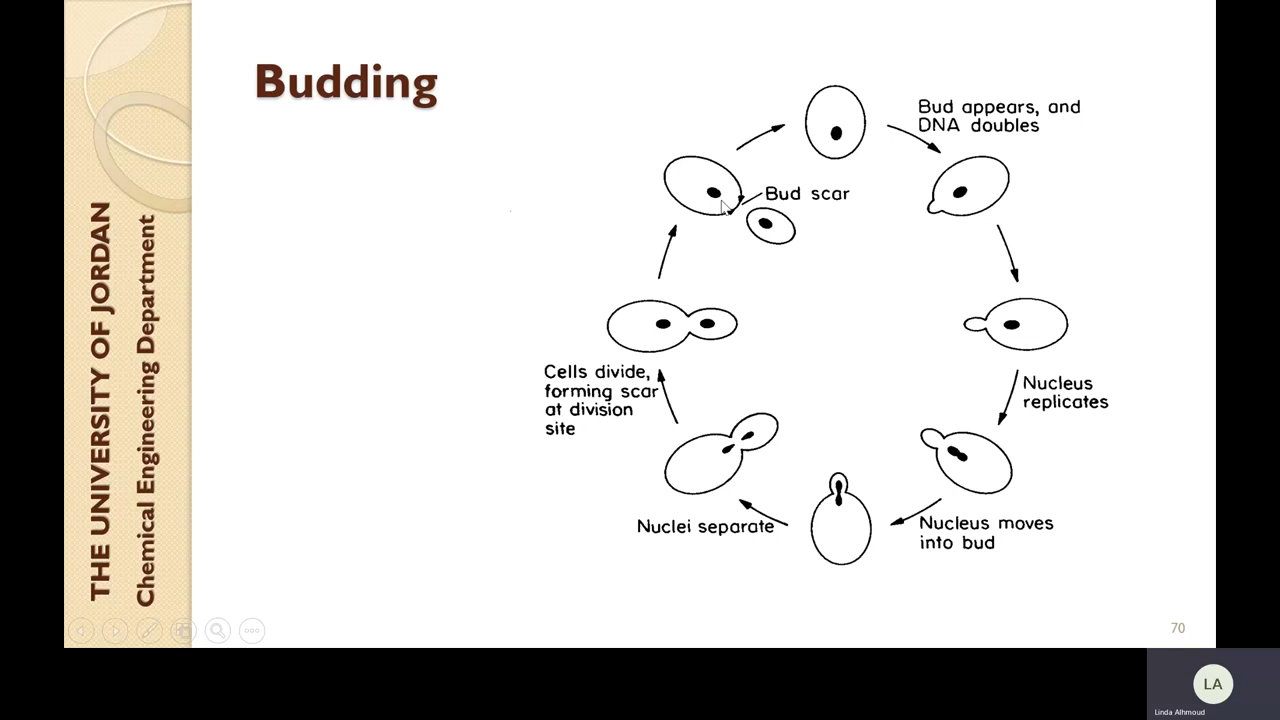 THE UNIVERSITY OF JORDAN
Chemical Engineering Department
Budding
Bud appears, and
DNA doubles
Bud scar
Nucleus
replicates
Cells divide,
forming scar
at division
site
Nuclei separate
Nucleus moves
into bud
70
LA
Linda Alhmoud